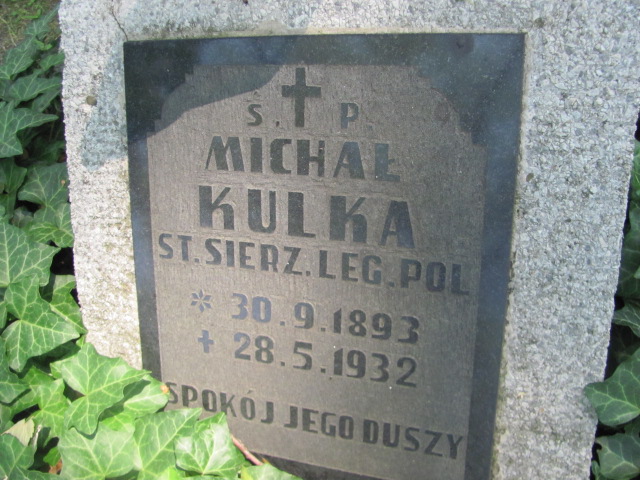 Ś. P.
MICHAŁ
KULKA
ST. SIERZ. LEG. POL
* 30.9.1893
+ 28.5.1932
SPOKÓJ JEGO DUSZY